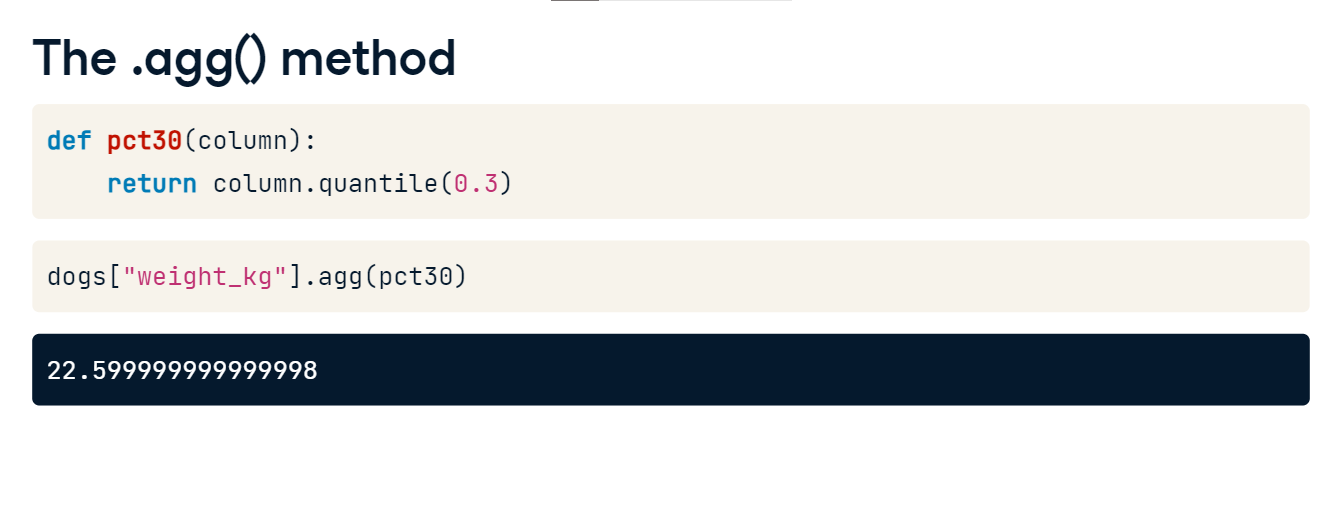 The .agg() method
def pct30(column):
    return column.quantile(0.3)
dogs["weight_kg"].agg(pct30)
22.599999999999998